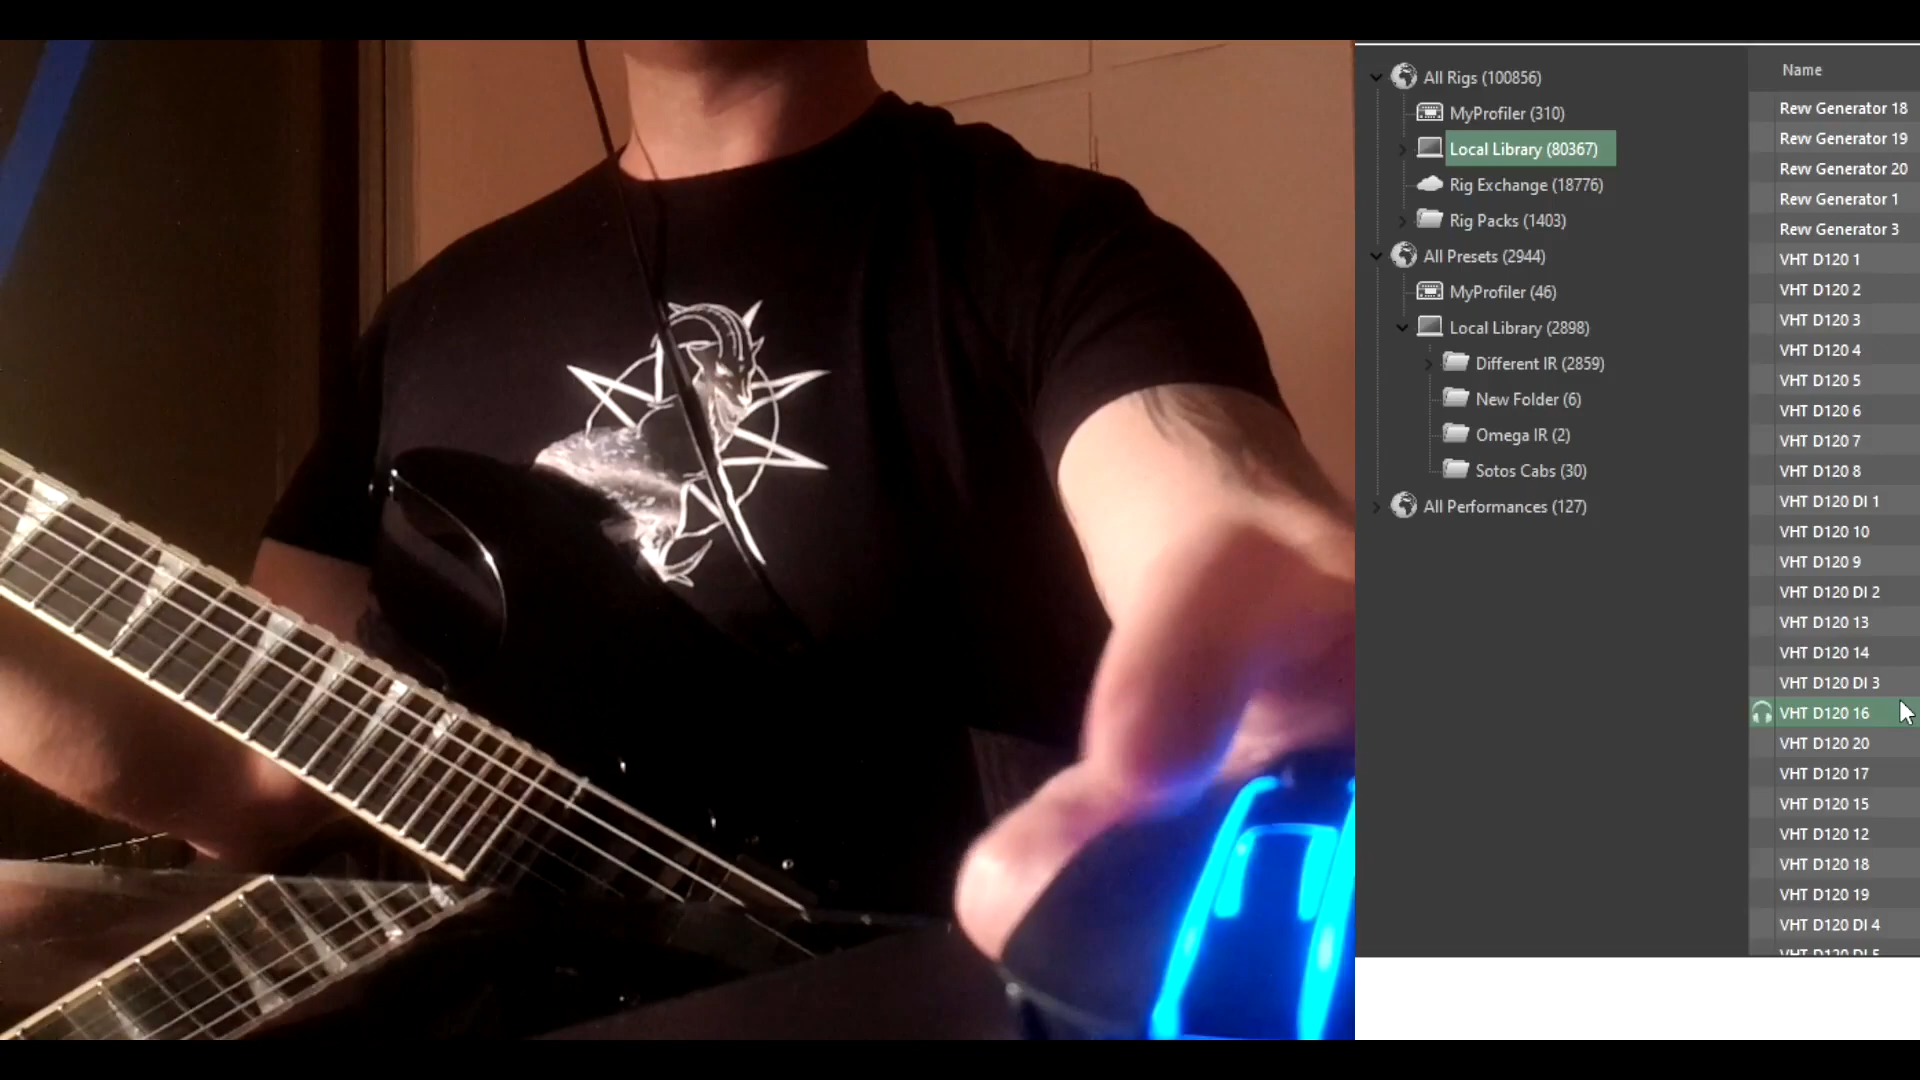 All Rigs (100856)
MyProfiler (310)
Local Library (80367)
Rig Exchange (18776)
Rig Packs (1403)
All Presets (2944)
MyProfiler (46)
Local Library (2898)
Different IR (2859)
New Folder (6)
Omega IR (2)
Sotos Cabs (30)
All Performances (127)
Name
Revv Generator 18
Revv Generator 19
Revv Generator 20
Revv Generator 1
Revv Generator 3
VHT D120 1
VHT D120 2
VHT D120 3
VHT D120 4
VHT D120 5
VHT D120 6
VHT D120 7
VHT D120 8
VHT D120 DI 1
VHT D120 10
VHT D120 9
VHT D120 DI 2
VHT D120 13
VHT D120 14
VHT D120 DI 3
VHT D120 16
VHT D120 20
VHT D120 17
VHT D120 15
VHT D120 12
VHT D120 18
VHT D120 19
VHT D120 DI 4
VHT D120 DI 5